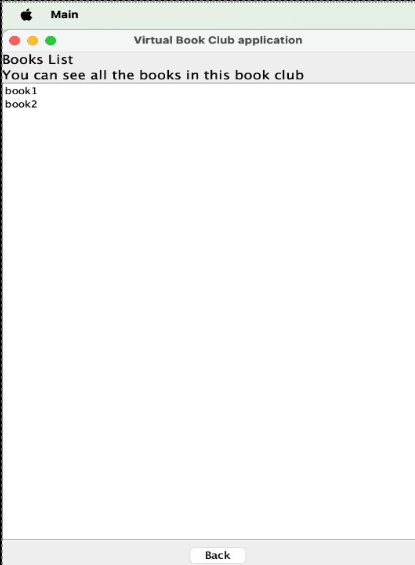 Main
Virtual Book Club application
Books List
You can see all the books in this book club
book1
book2
Back